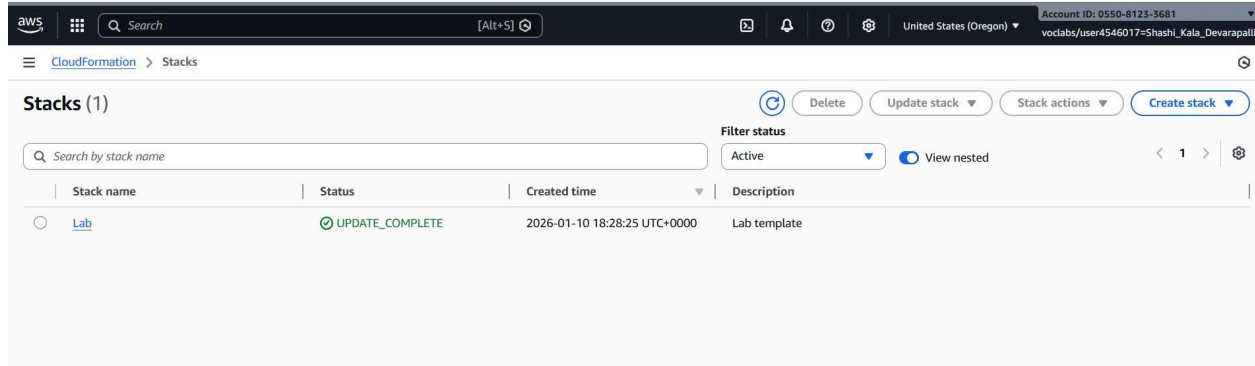 aws
Search
[Alt+S]
United States (Oregon)
Account ID: 0550-8123-3681
voclabs/user4546017=Shashi_Kala_Devarapalli
CloudFormation > Stacks
Stacks (1)
Delete
Update stack
Stack actions
Create stack
Filter status
Search by stack name
Active
View nested
1
Stack name Status Created time Description
Lab UPDATE_COMPLETE 2026-01-10 18:28:25 UTC+0000 Lab template